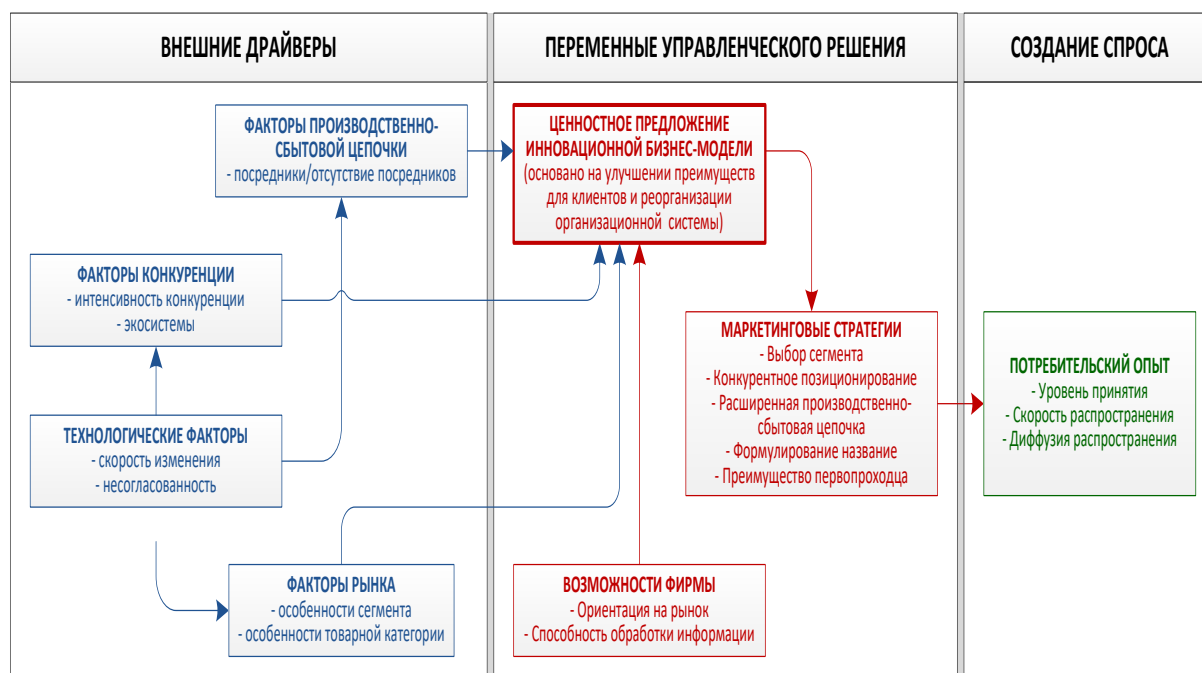 ВНЕШНИЕ ДРАЙВЕРЫ
ПЕРЕМЕННЫЕ УПРАВЛЕНЧЕСКОГО РЕШЕНИЯ
СОЗДАНИЕ СПРОСА
ФАКТОРЫ ПРОИЗВОДСТВЕННО-
СБЫТОВОЙ ЦЕПОЧКИ
- посредники/отсутствие посредников
ЦЕННОСТНОЕ ПРЕДЛОЖЕНИЕ
ИННОВАЦИОННОЙ БИЗНЕС-МОДЕЛИ
(основано на улучшении преимуществ
для клиентов и реорганизации
организационной системы)
ФАКТОРЫ КОНКУРЕНЦИИ
- интенсивность конкуренции
- экосистемы
МАРКЕТИНГОВЫЕ СТРАТЕГИИ
- Выбор сегмента
- Конкурентное позиционирование
- Расширенная производственно-
сбытовая цепочка
- Формулирование название
- Преимущество первопроходца
ПОТРЕБИТЕЛЬСКИЙ ОПЫТ
- Уровень принятия
- Скорость распространения
- Диффузия распространения
ТЕХНОЛОГИЧЕСКИЕ ФАКТОРЫ
- скорость изменения
- несогласованность
ФАКТОРЫ РЫНКА
- особенности сегмента
- особенности товарной категории
ВОЗМОЖНОСТИ ФИРМЫ
- Ориентация на рынок
- Способность обработки информации